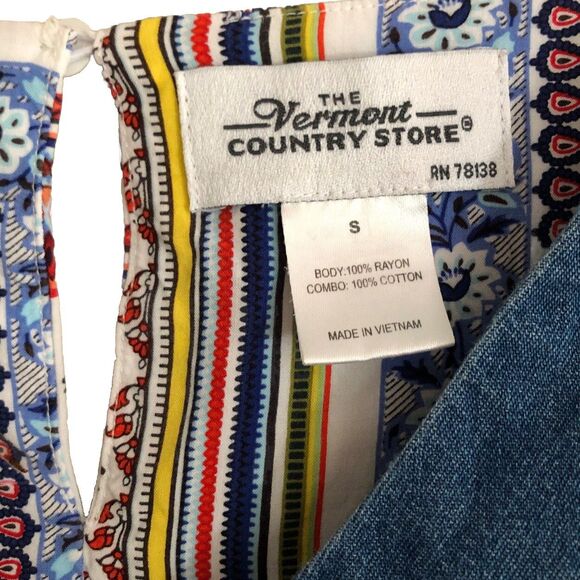 THE
Vermont
COUNTRY STORE®
RN 78138
S
BODY:100% RAYON
COMBO: 100% COTTON
MADE IN VIETNAM